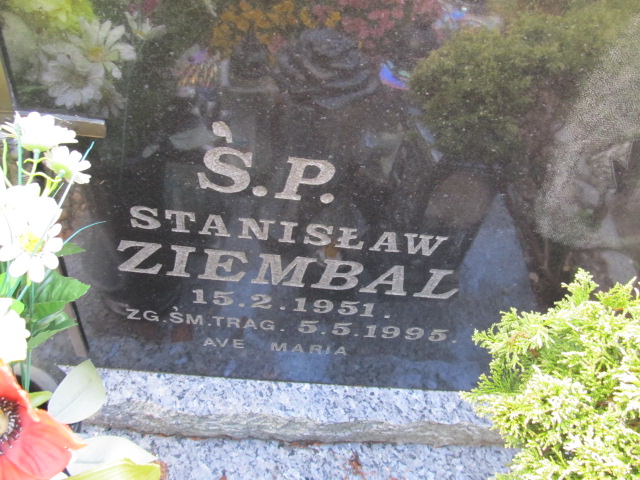 Ś.P.
STANISŁAW
ZIEMBAL
15.2.1951.
ZG.ŚM.TRAG. 5.5.1995.
AVE MARIA